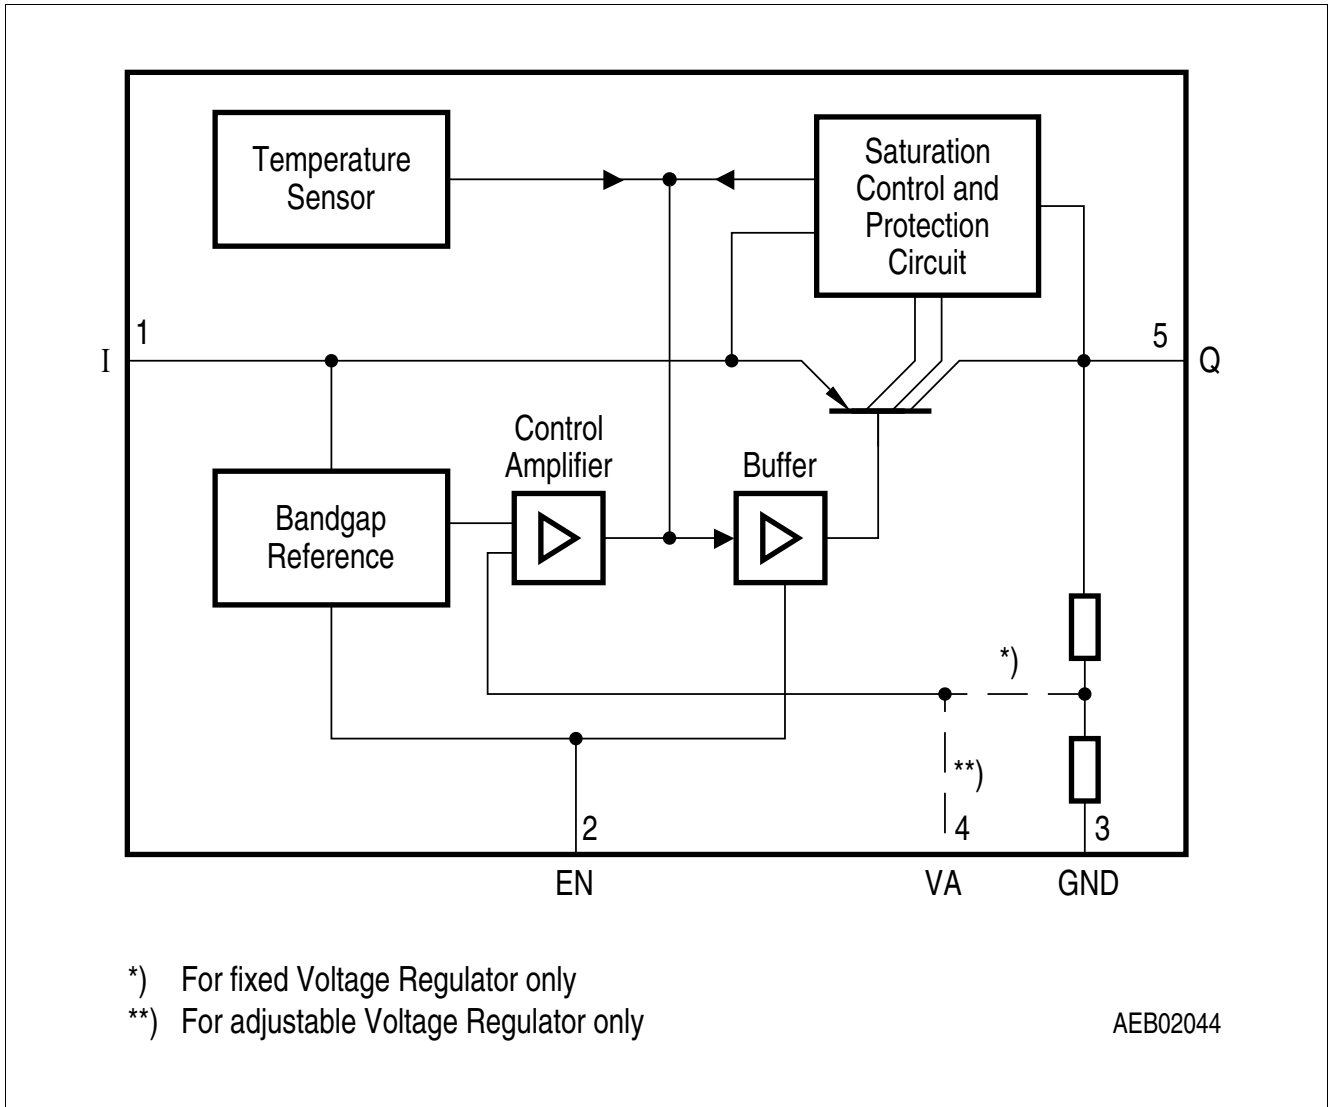 Temperature
Sensor
Saturation
Control and
Protection
Circuit
1
I
5
Q
Control
Amplifier
Buffer
Bandgap
Reference
*)
**)
2
4
3
EN
VA
GND
*) For fixed Voltage Regulator only
**) For adjustable Voltage Regulator only
AEB02044